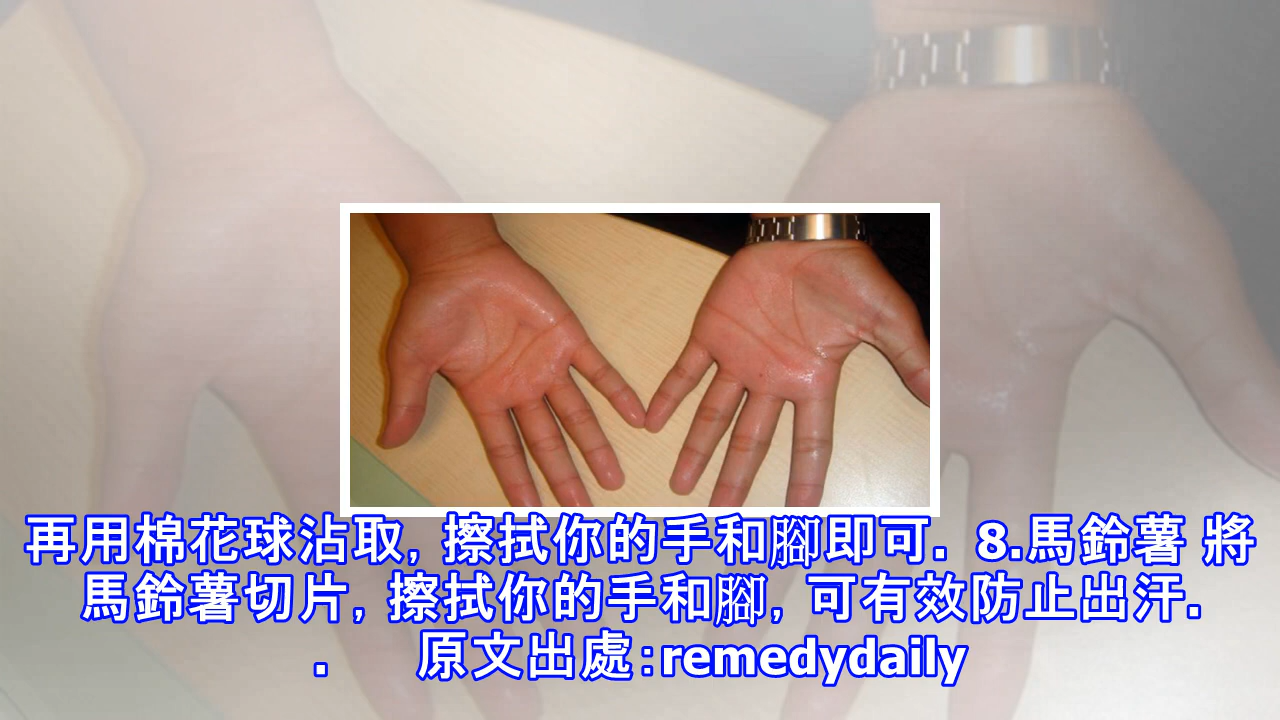 再用棉花球沾取, 擦拭你的手和腳即可. 8.馬鈴薯 將
馬鈴薯切片, 擦拭你的手和腳, 可有效防止出汗.
. 原文出處:remedydaily